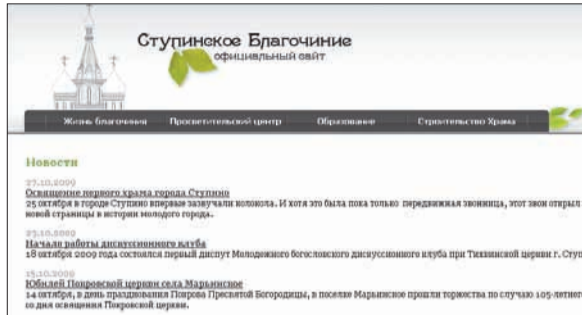 Ступинское Благочиние
официальный сайт
Жизнь благочиния Просветительский центр Образование Строительство Храма
Новости
27.10.2009
Освящение первого храма города Ступино
25 октября в городе Ступино впервые зазвучали колокола. И хотя это была пока только передвижная звонница, этот звон открыл
новой страницы в истории молодого города.
23.10.2009
Начали работы дискуссионного клуба
18 октября 2009 года состоялся первый диспут Молодежного богословского дискуссионного клуба при Тихвинской церкви г. Ступ
15.10.2009
Юбилей Покровской церкви села Марьинское
14 октября, в день празднования Покрова Пресвятой Богородицы, в поселке Марьинское прошли торжества по случаю 105-летнего
со дня освящения Покровской церкви.